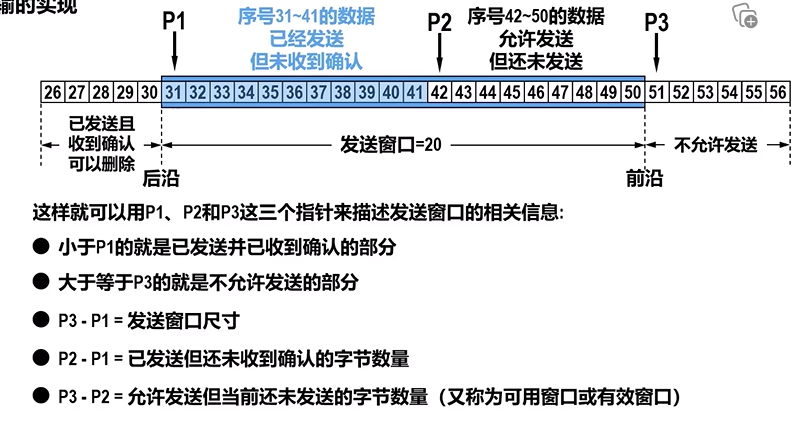 输的实现
P1
序号31~41的数据
已经发送
但未收到确认
P2
序号42~50的数据
允许发送
但还未发送
P3
26 27 28 29 30 31 32 33 34 35 36 37 38 39 40 41 42 43 44 45 46 47 48 49 50 51 52 53 54 55 56
已发送且
收到确认
可以删除
发送窗口=20
不允许发送
后沿
前沿
这样就可以用P1、P2和P3这三个指针来描述发送窗口的相关信息:
● 小于P1的就是已发送并已收到确认的部分
● 大于等于P3的就是不允许发送的部分
● P3 - P1 = 发送窗口尺寸
● P2 - P1 = 已发送但还未收到确认的字节数量
● P3 - P2 = 允许发送但当前还未发送的字节数量（又称为可用窗口或有效窗口）